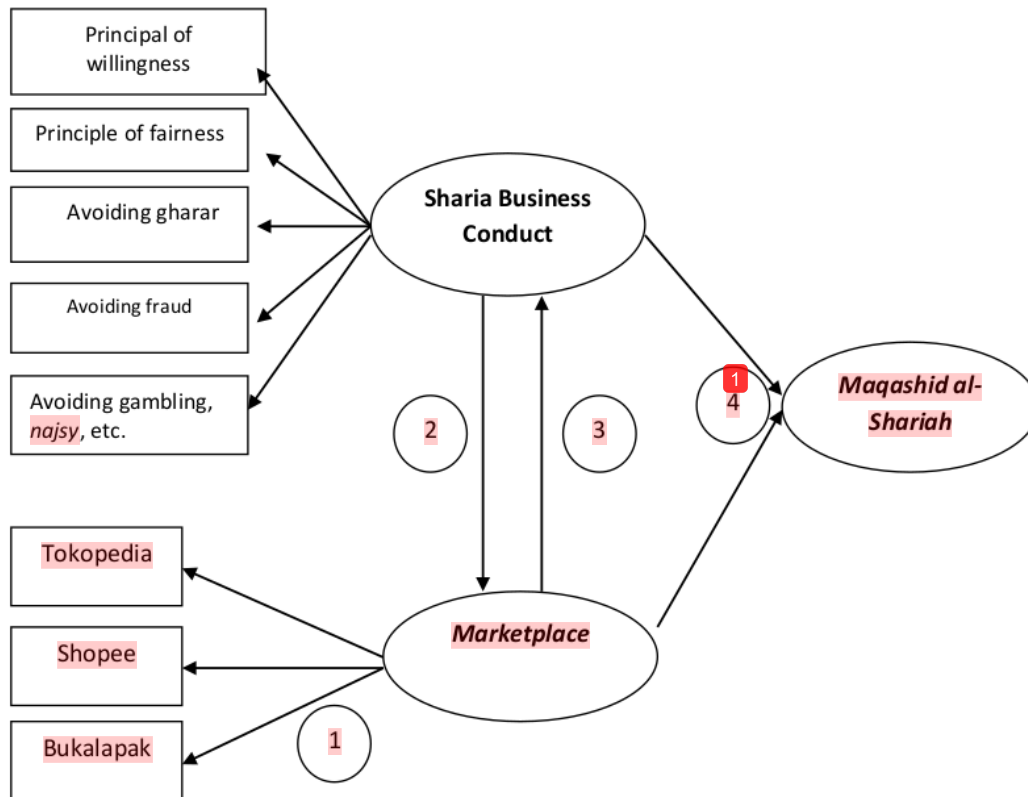 Principal of
willingness
Principle of fairness
Avoiding gharar
Avoiding fraud
Avoiding gambling,
najsy, etc.
Sharia Business
Conduct
2
3
1
4
Maqashid al-
Shariah
Tokopedia
Shopee
Bukalapak
Marketplace
1